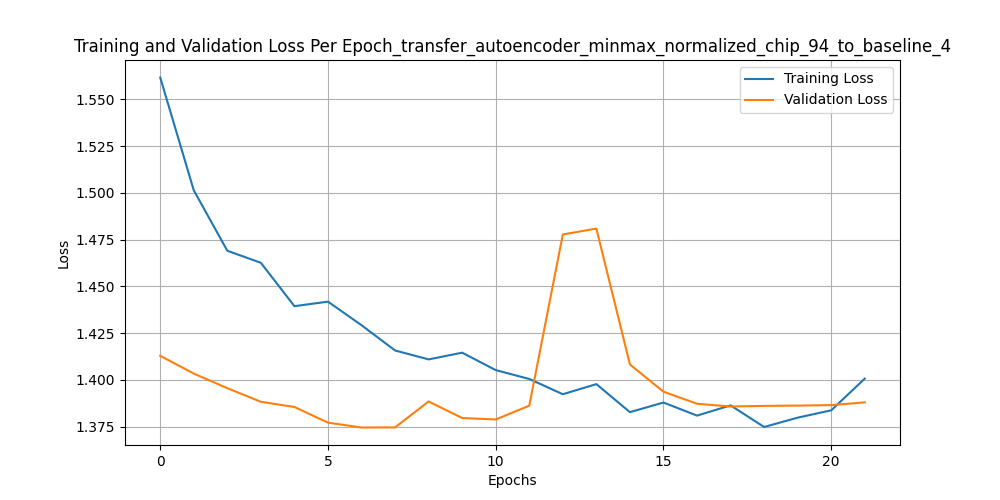 Training and Validation Loss Per Epoch_transfer_autoencoder_minmax_normalized_chip_94_to_baseline_4
Training Loss
Validation Loss
1.550
1.525
1.500
1.475
1.450
1.425
1.400
1.375
Loss
0 5 10 15 20
Epochs